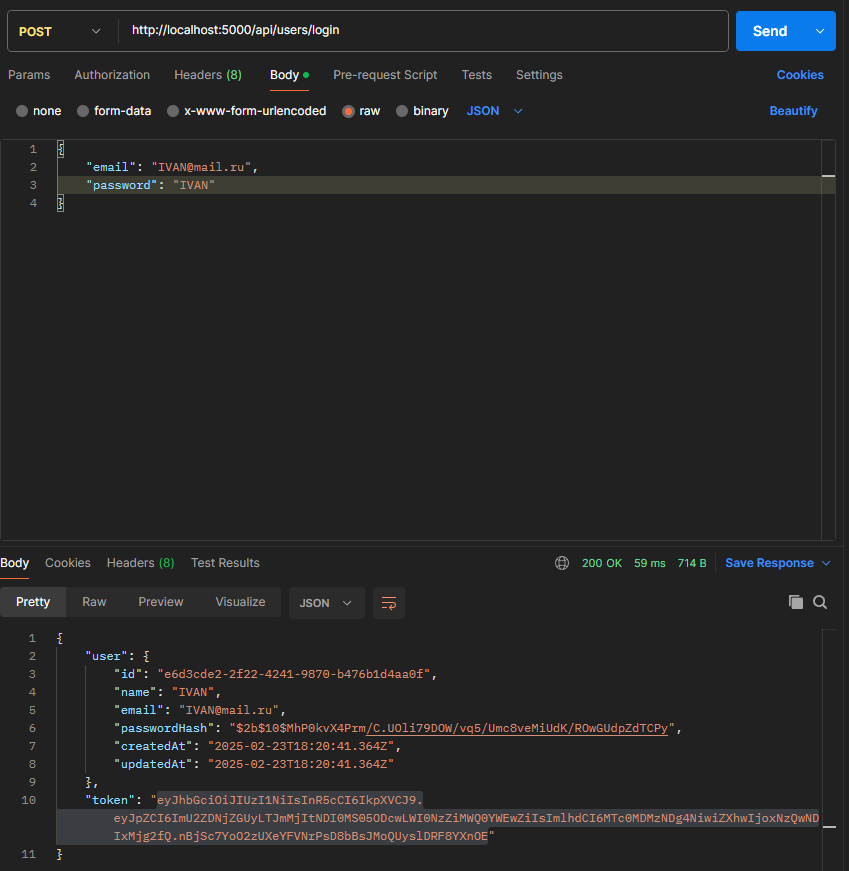 POST http://localhost:5000/api/users/login Send
Params Authorization Headers (8) Body Pre-request Script Tests Settings Cookies
none form-data x-www-form-urlencoded raw binary JSON Beautify
1 {
2 "email": "IVAN@mail.ru",
3 "password": "IVAN"
4 }
Body Cookies Headers (8) Test Results 200 OK 59 ms 714 B Save Response
Pretty Raw Preview Visualize JSON
1 {
2 "user": {
3 "id": "e6d3cde2-2f22-4241-9870-b476b1d4aa0f",
4 "name": "IVAN",
5 "email": "IVAN@mail.ru",
6 "passwordHash": "$2b$10$MhP0kvX4Prm/C.UOli79DOW/vq5/Umc8veMiUdK/ROwGUdpZdTCPy",
7 "createdAt": "2025-02-23T18:20:41.364Z",
8 "updatedAt": "2025-02-23T18:20:41.364Z"
9 },
10 "token": "eyJhbGciOiJIUzI1NiIsInR5cCI6IkpXVCJ9.
eyJpZCI6ImU2ZDNjZGUyLTJmMjItNDI0MS05ODcwLWI0NzZiMWQ0YWEwZiIsImlhdCI6MTc0MDMzNDg4NiwiZXhwIjoxNzQwND
IxMjg2fQ.nBjSc7YoO2zUXeYFVNrPsD8bBsJMoQUyslDRF8YXnOE"
11 }